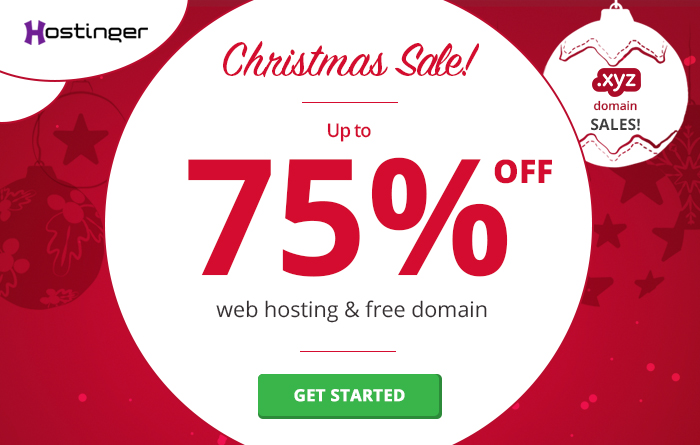 Hostinger
Christmas Sale!
.xyz
domain
SALES!
Up to
75% OFF
web hosting & free domain
GET STARTED